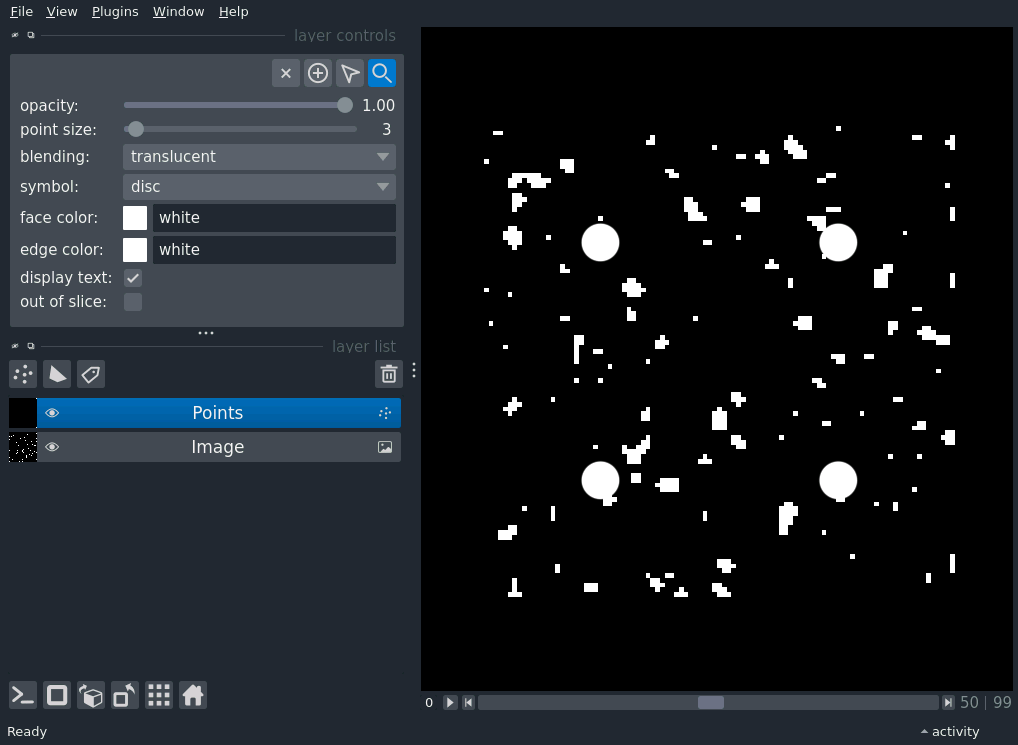 File View Plugins Window Help
layer controls
opacity: 1.00
point size: 3
blending: translucent
symbol: disc
face color: white
edge color: white
display text:
out of slice:
layer list
Points
Image
0 50 | 99
Ready activity